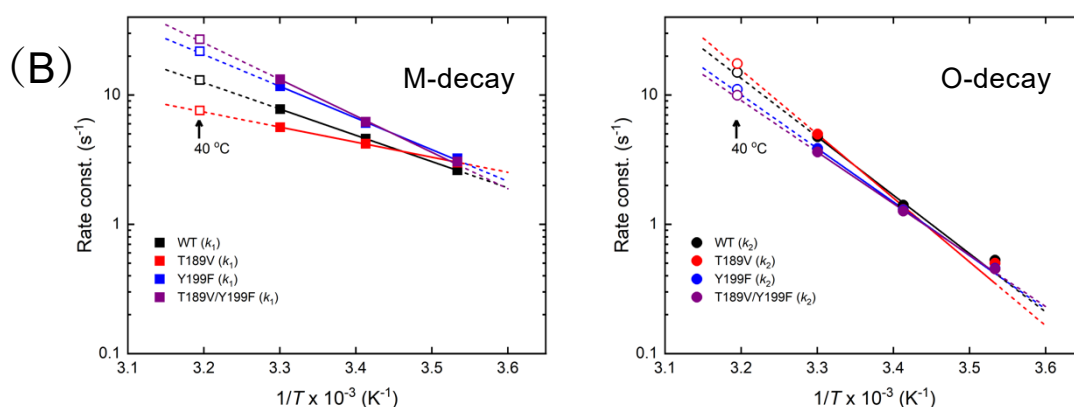 (B)
M-decay
Rate const. (s⁻¹)
10
1
0.1
40 ºC
WT (k₁)
T189V (k₁)
Y199F (k₁)
T189V/Y199F (k₁)
3.1 3.2 3.3 3.4 3.5 3.6
1/T x 10⁻³ (K⁻¹)
O-decay
Rate const. (s⁻¹)
10
1
0.1
40 ºC
WT (k₂)
T189V (k₂)
Y199F (k₂)
T189V/Y199F (k₂)
3.1 3.2 3.3 3.4 3.5 3.6
1/T x 10⁻³ (K⁻¹)